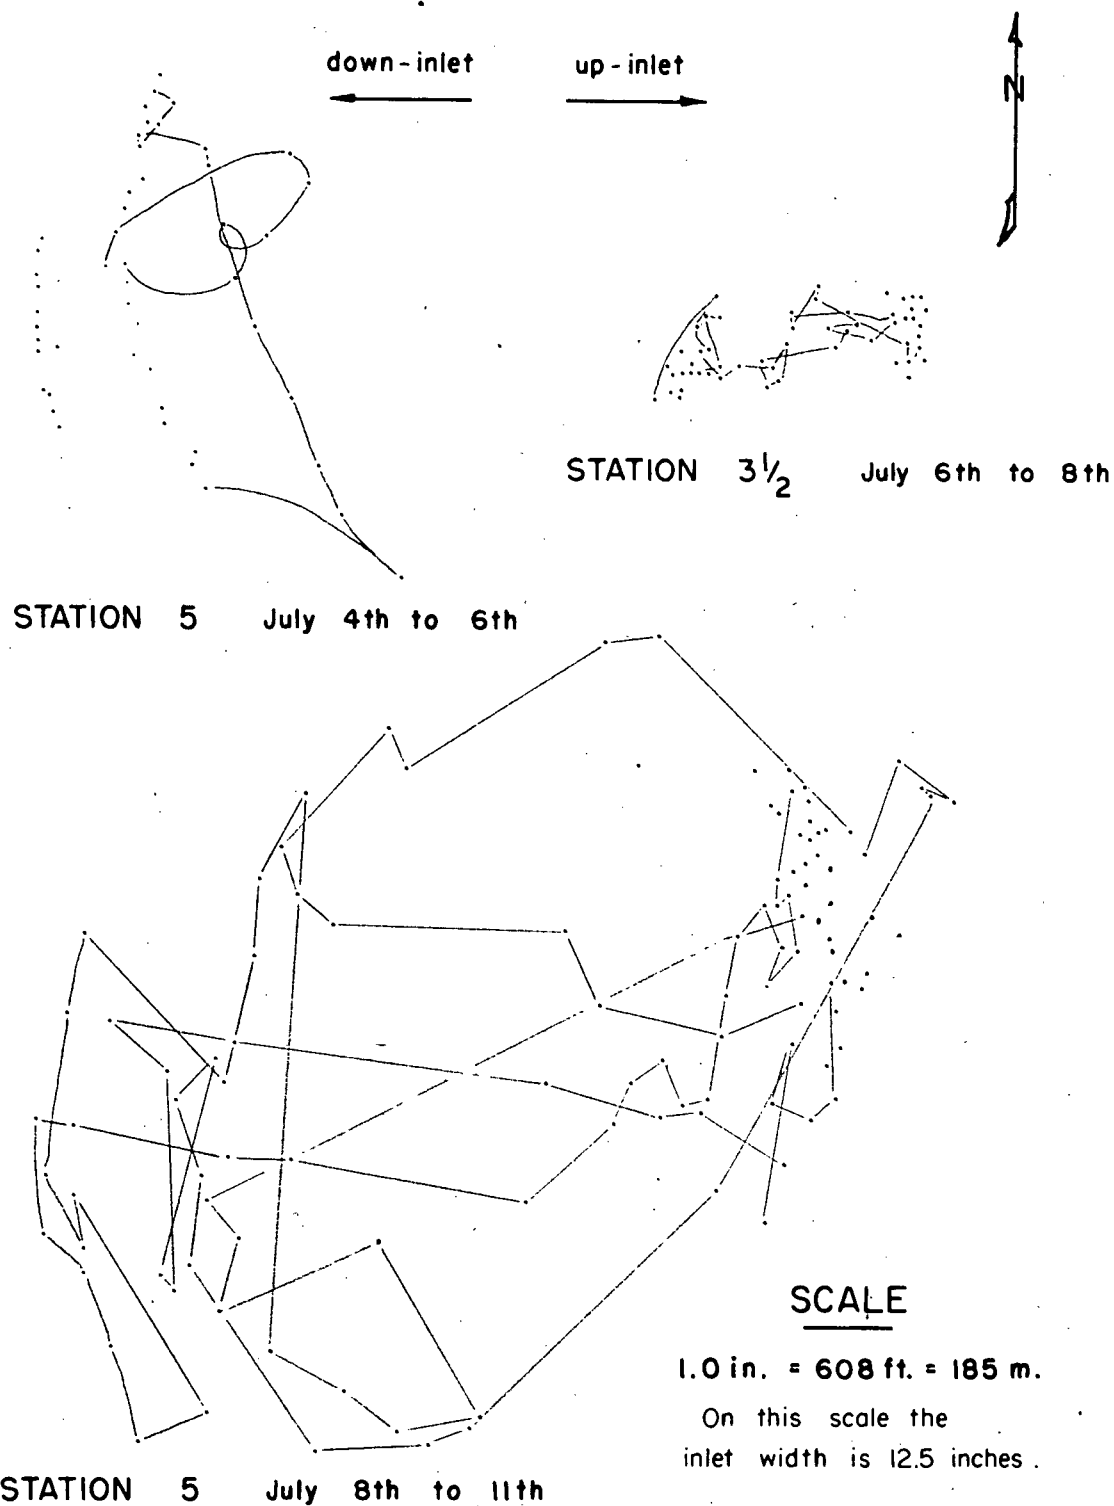 down-inlet
up-inlet
N
STATION 3½ July 6th to 8th
STATION 5 July 4th to 6th
SCALE
1.0 in. = 608 ft. = 185 m.
On this scale the
inlet width is 12.5 inches.
STATION 5 July 8th to 11th